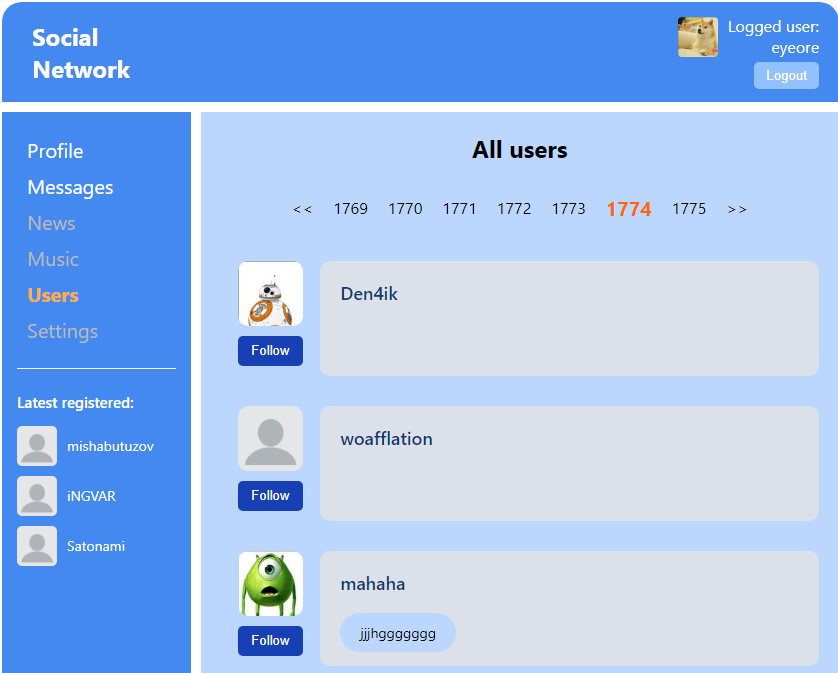 Social
Network
Logged user:
eyeore
Logout
Profile
Messages
News
Music
Users
Settings
Latest registered:
mishabutuzov
iNGVAR
Satonami
All users
<< 1769 1770 1771 1772 1773 1774 1775 >>
Den4ik
Follow
woafflation
Follow
mahaha
jjjhggggggg
Follow